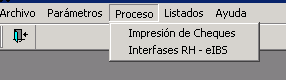 Archivo Parámetros Proceso Listados Ayuda
Impresión de Cheques
Interfases RH - eIBS